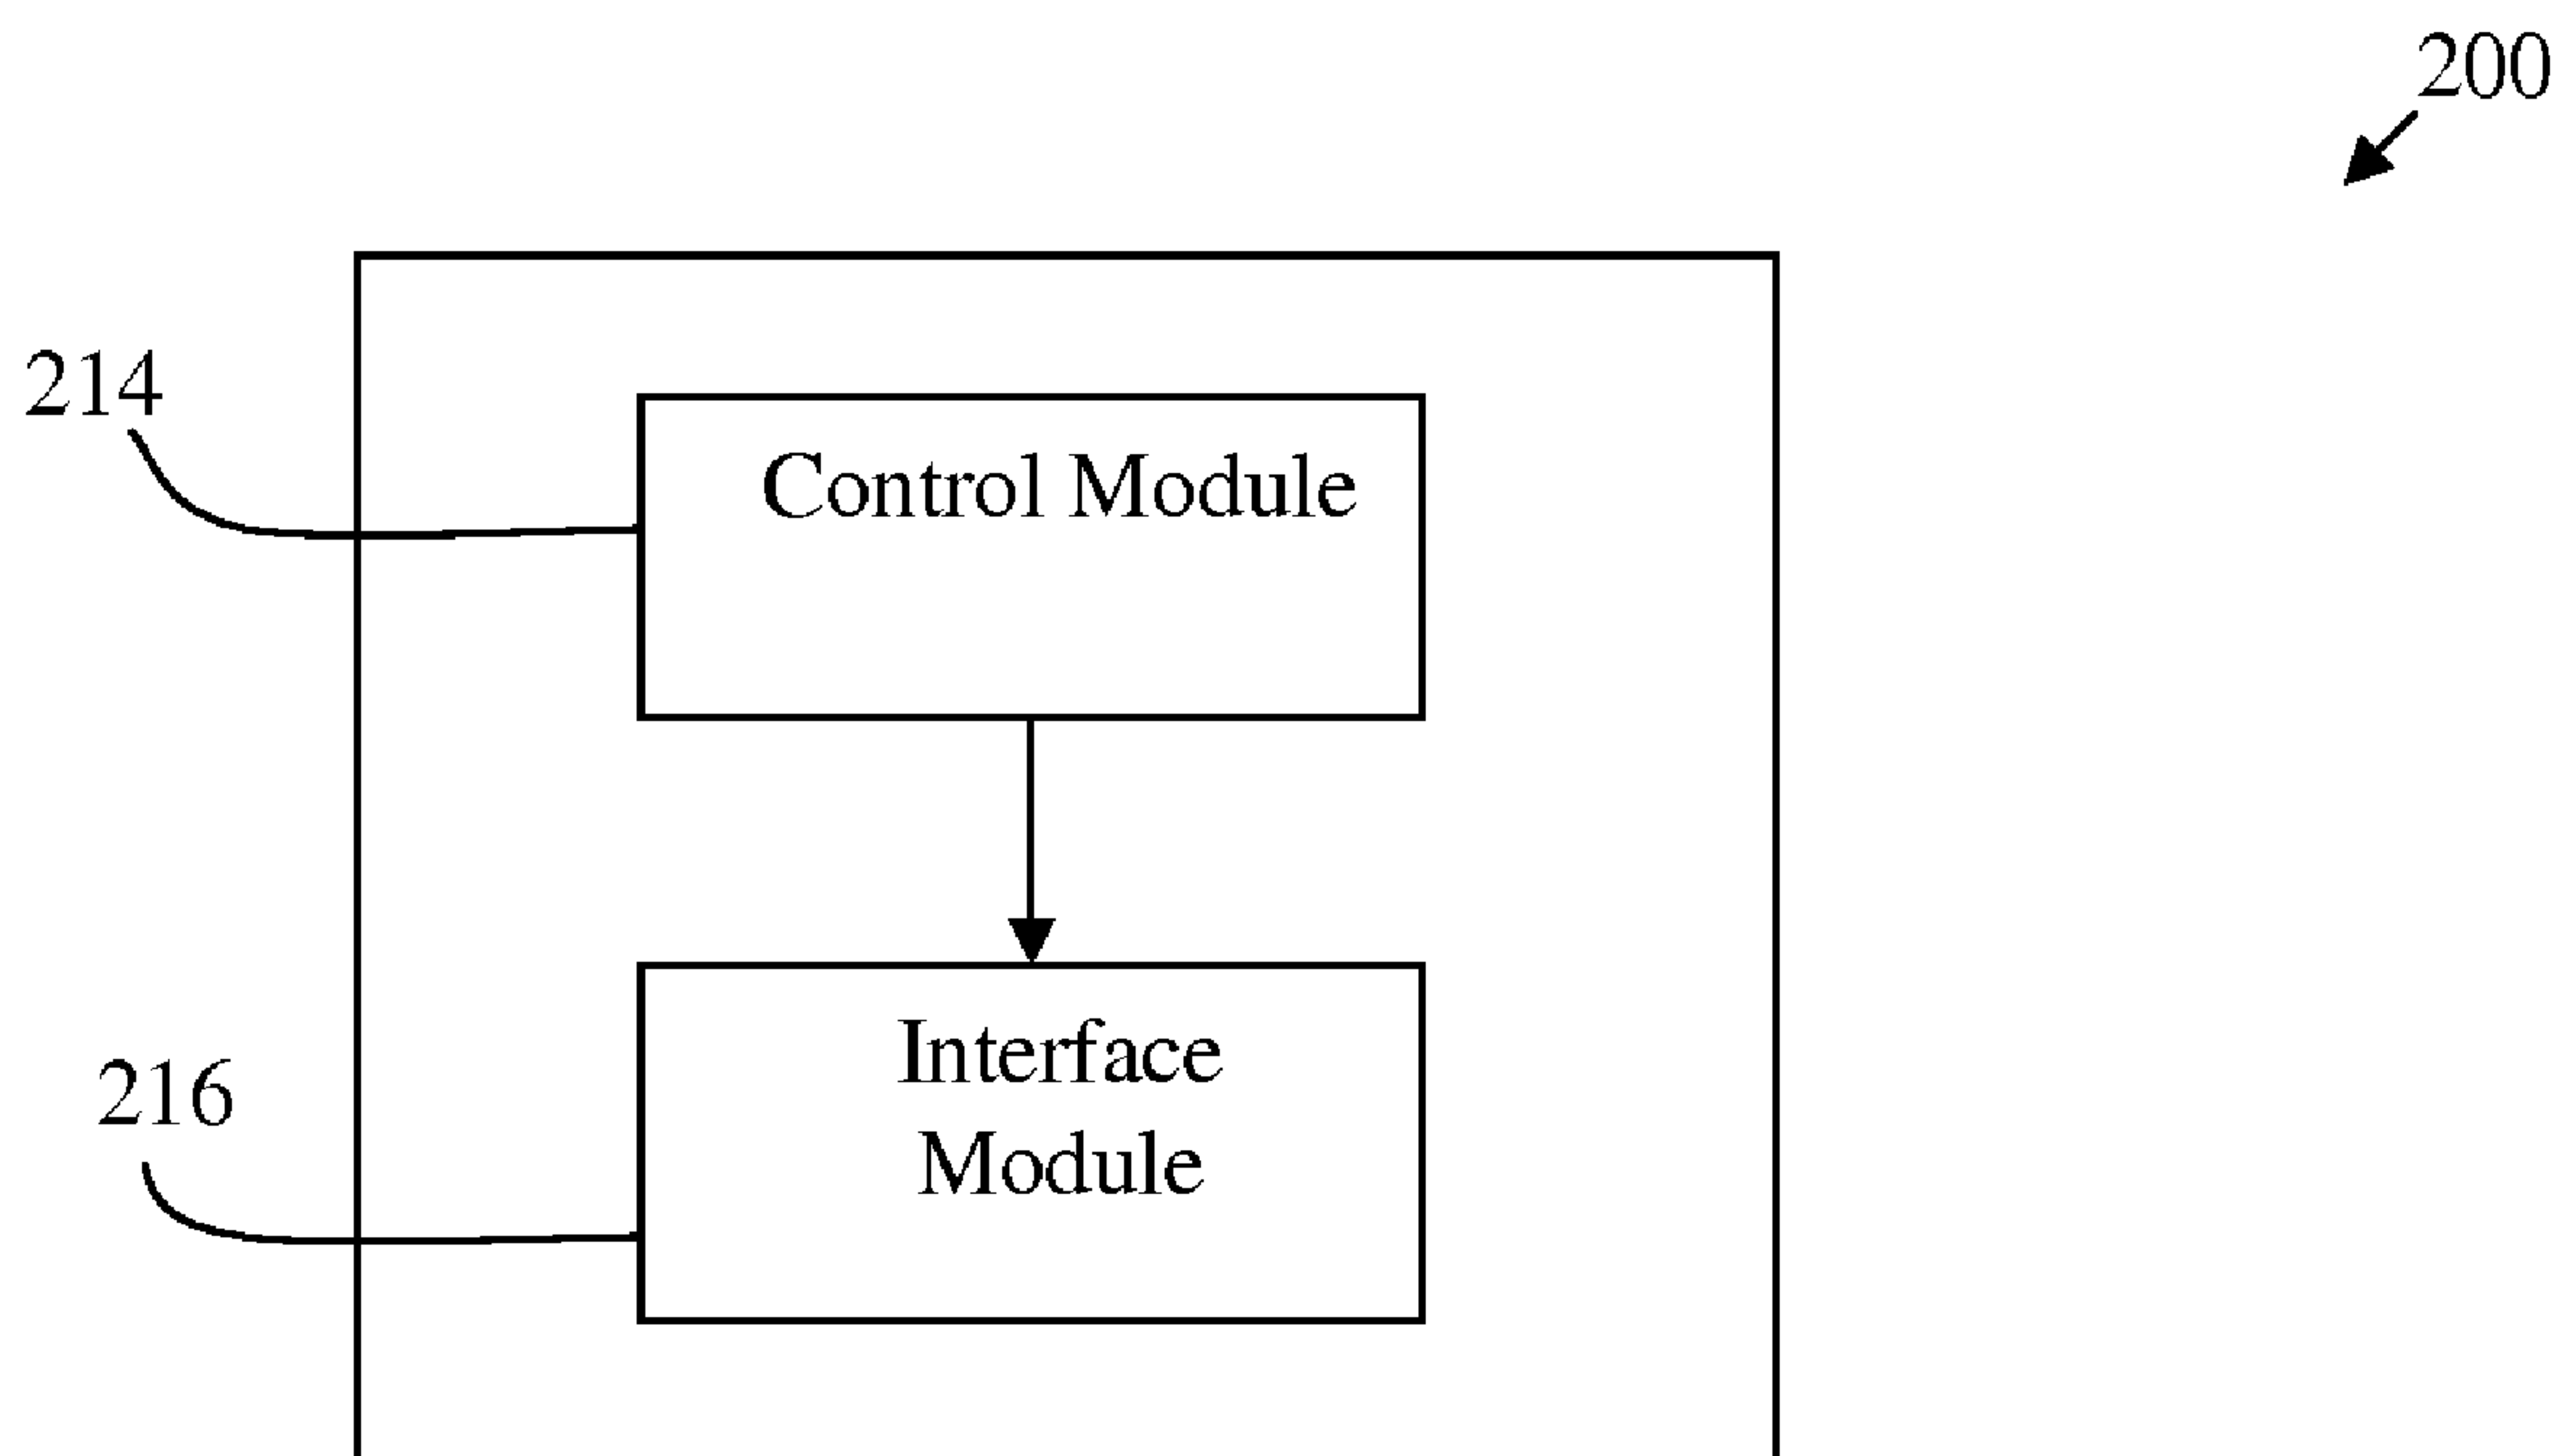 200
214
Control Module
Interface
Module
216